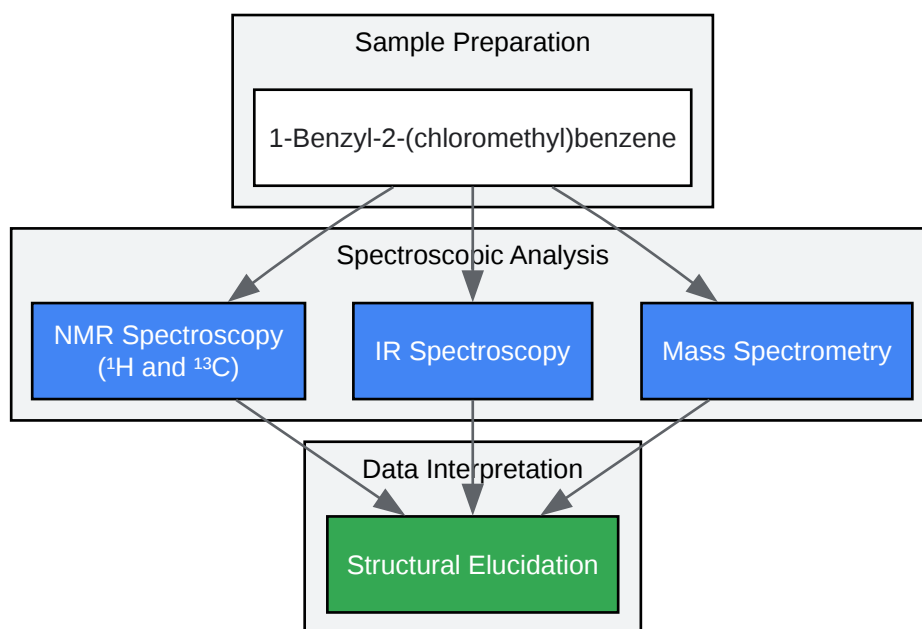 Sample Preparation
1-Benzyl-2-(chloromethyl)benzene
Spectroscopic Analysis
NMR Spectroscopy
(¹H and ¹³C)
IR Spectroscopy
Mass Spectrometry
Data Interpretation
Structural Elucidation